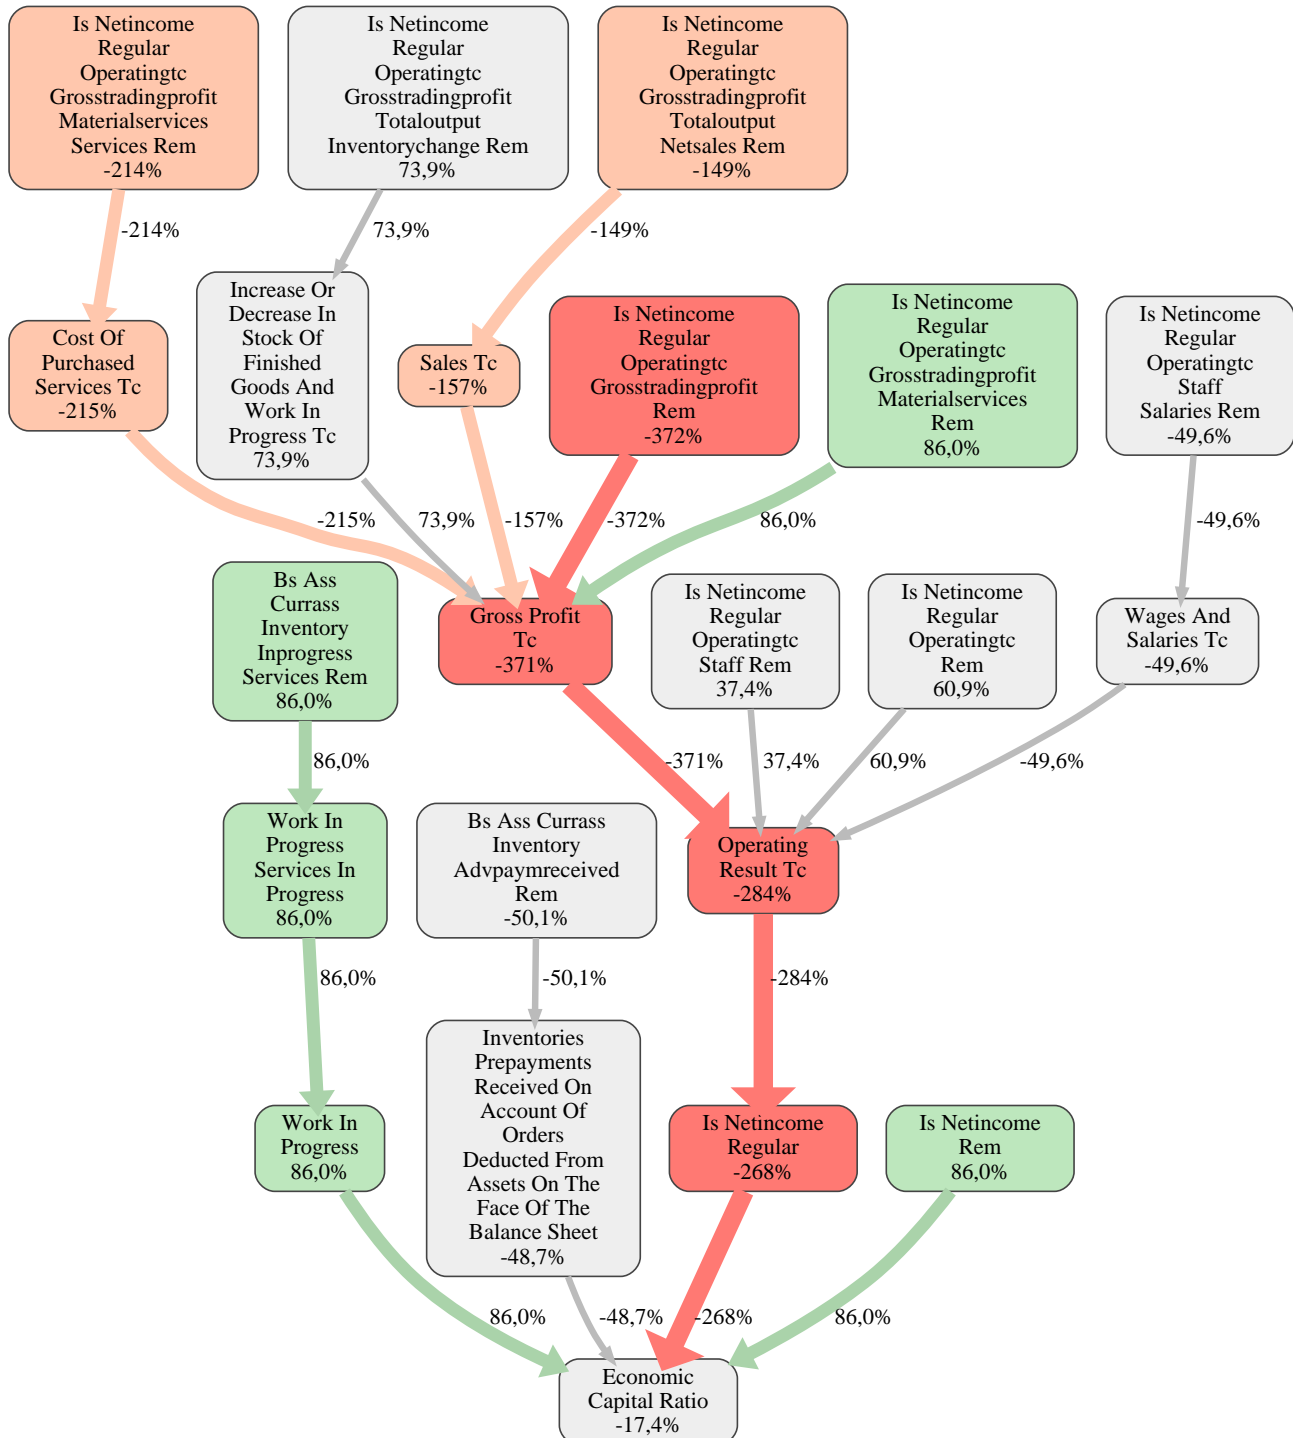 Is Netincome
Regular
Operatingtc
Grosstradingprofit
Materialservices
Services Rem
-214%
Is Netincome
Regular
Operatingtc
Grosstradingprofit
Totaloutput
Inventorychange Rem
73,9%
Is Netincome
Regular
Operatingtc
Grosstradingprofit
Totaloutput
Netsales Rem
-149%
-214%
73,9%
-149%
Cost Of
Purchased
Services Tc
-215%
Increase Or
Decrease In
Stock Of
Finished
Goods And
Work In
Progress Tc
73,9%
Sales Tc
-157%
Is Netincome
Regular
Operatingtc
Grosstradingprofit
Rem
-372%
Is Netincome
Regular
Operatingtc
Grosstradingprofit
Materialservices
Rem
86,0%
Is Netincome
Regular
Operatingtc
Staff
Salaries Rem
-49,6%
-215%
73,9%
-157%
-372%
86,0%
-49,6%
Bs Ass
Currass
Inventory
Inprogress
Services Rem
86,0%
Gross Profit
Tc
-371%
Is Netincome
Regular
Operatingtc
Staff Rem
37,4%
Is Netincome
Regular
Operatingtc
Rem
60,9%
Wages And
Salaries Tc
-49,6%
86,0%
-371%
37,4%
60,9%
-49,6%
Work In
Progress
Services In
Progress
86,0%
Bs Ass Currass
Inventory
Advpaymreceived
Rem
-50,1%
Operating
Result Tc
-284%
86,0%
-50,1%
-284%
Work In
Progress
86,0%
Inventories
Prepayments
Received On
Account Of
Orders
Deducted From
Assets On The
Face Of The
Balance Sheet
-48,7%
Is Netincome
Regular
-268%
Is Netincome
Rem
86,0%
86,0%
-48,7%
-268%
86,0%
Economic
Capital Ratio
-17,4%